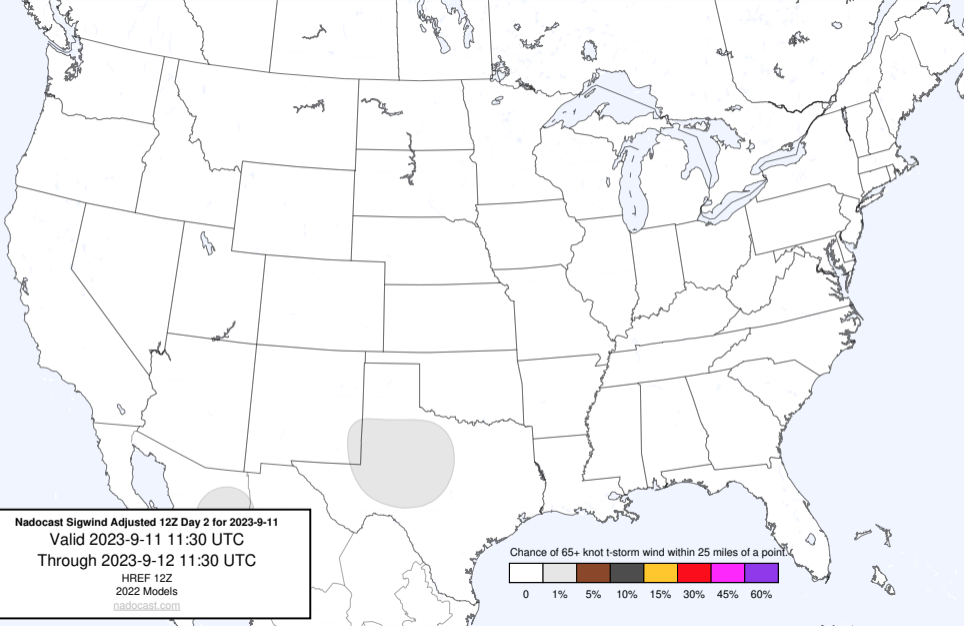 Nadocast Sigwind Adjusted 12Z Day 2 for 2023-9-11
Valid 2023-9-11 11:30 UTC
Through 2023-9-12 11:30 UTC
HREF 12Z
2022 Models
nadocast.com
Chance of 65+ knot t-storm wind within 25 miles of a point.
0 1% 5% 10% 15% 30% 45% 60%